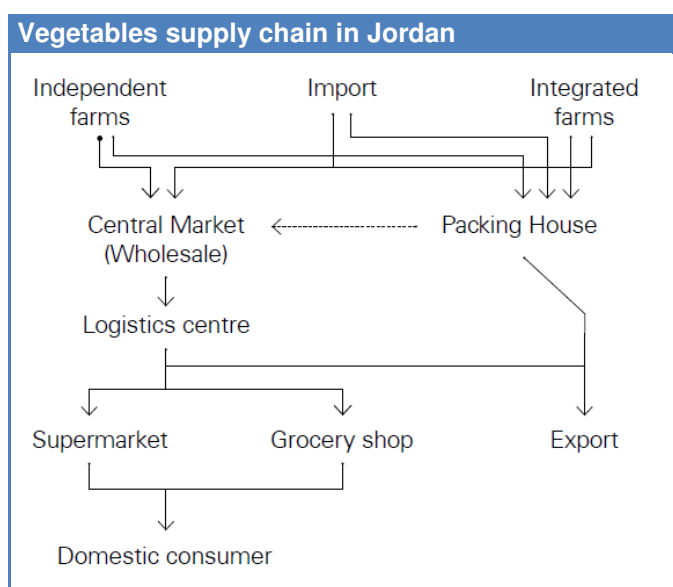 Vegetables supply chain in Jordan
Independent
farms
Import
Integrated
farms
Central Market
(Wholesale)
Packing House
Logistics centre
Supermarket
Grocery shop
Export
Domestic consumer